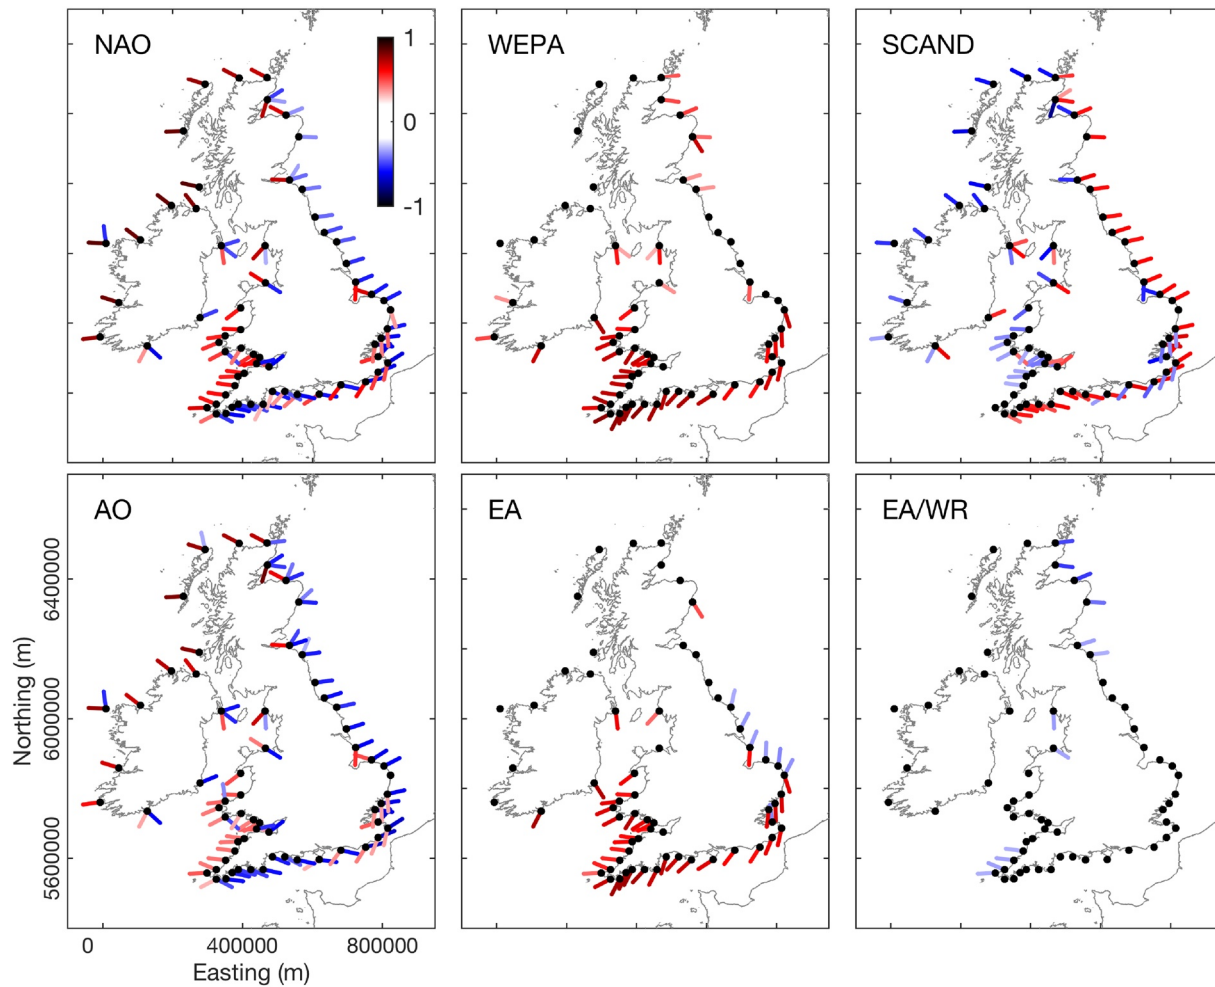 NAO
1
0
-1
WEPA
SCAND
AO
EA
EA/WR
6400000
6000000
5600000
Northing (m)
0
400000
800000
Easting (m)